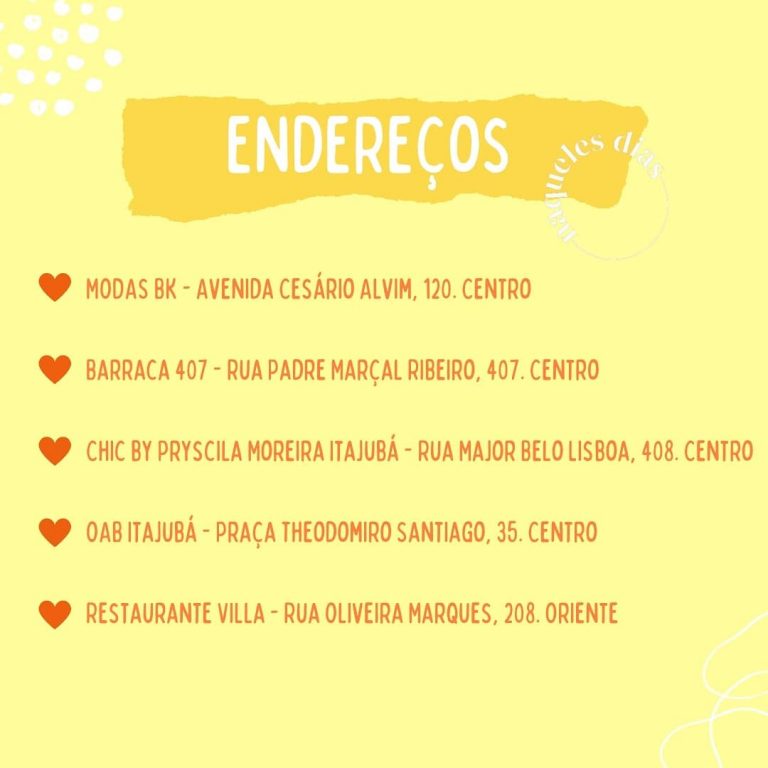 ENDEREÇOS
naqueles dias
MODAS BK - AVENIDA CESÁRIO ALVIM, 120. CENTRO
BARRACA 407 - RUA PADRE MARÇAL RIBEIRO, 407. CENTRO
CHIC BY PRYSCILA MOREIRA ITAJUBÁ - RUA MAJOR BELO LISBOA, 408. CENTRO
OAB ITAJUBÁ - PRAÇA THEODOMIRO SANTIAGO, 35. CENTRO
RESTAURANTE VILLA - RUA OLIVEIRA MARQUES, 208. ORIENTE